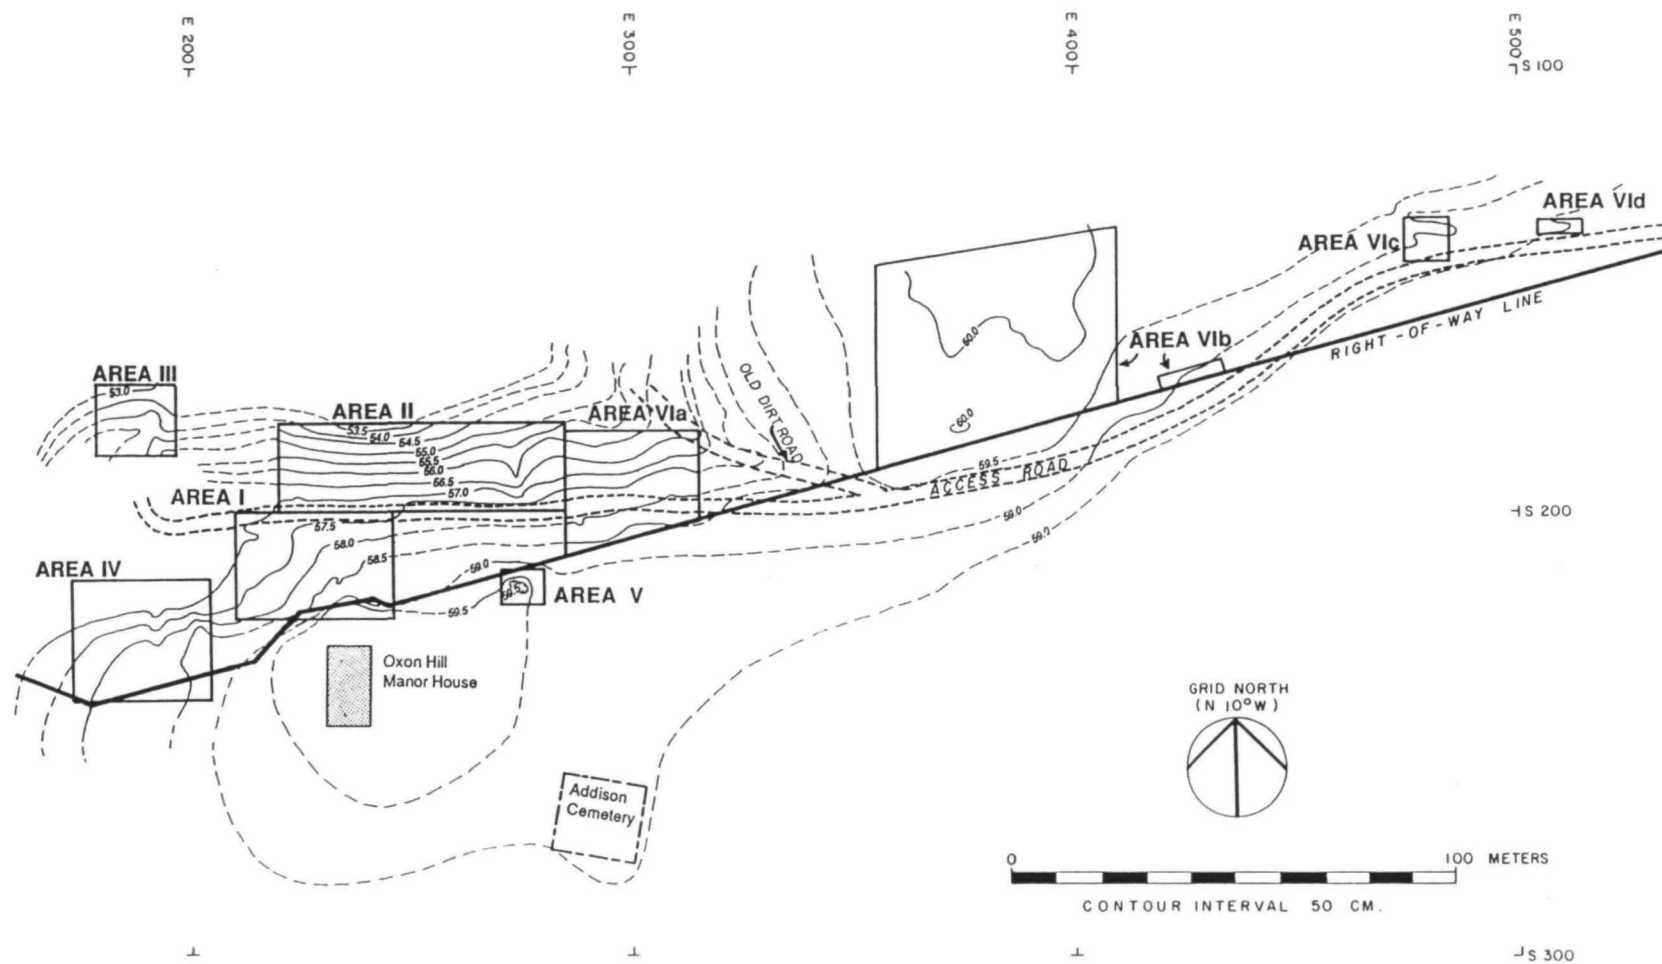 E 200
E 300
E 400
E 500
S 100
AREA VId
AREA VIc
RIGHT-OF-WAY LINE
60.0
AREA VIb
AREA III
53.0
OLD DIRT ROAD
AREA II
AREA VIa
53.5
54.0
54.5
55.0
55.5
56.0
56.5
57.0
60.0
59.5
ACCESS ROAD
AREA I
57.5
58.0
58.5
59.0
59.0
59.0
S 200
AREA IV
59.5
59.5
AREA V
Oxon Hill
Manor House
GRID NORTH
(N 10°W)
Addison
Cemetery
0
100 METERS
CONTOUR INTERVAL 50 CM.
S 300